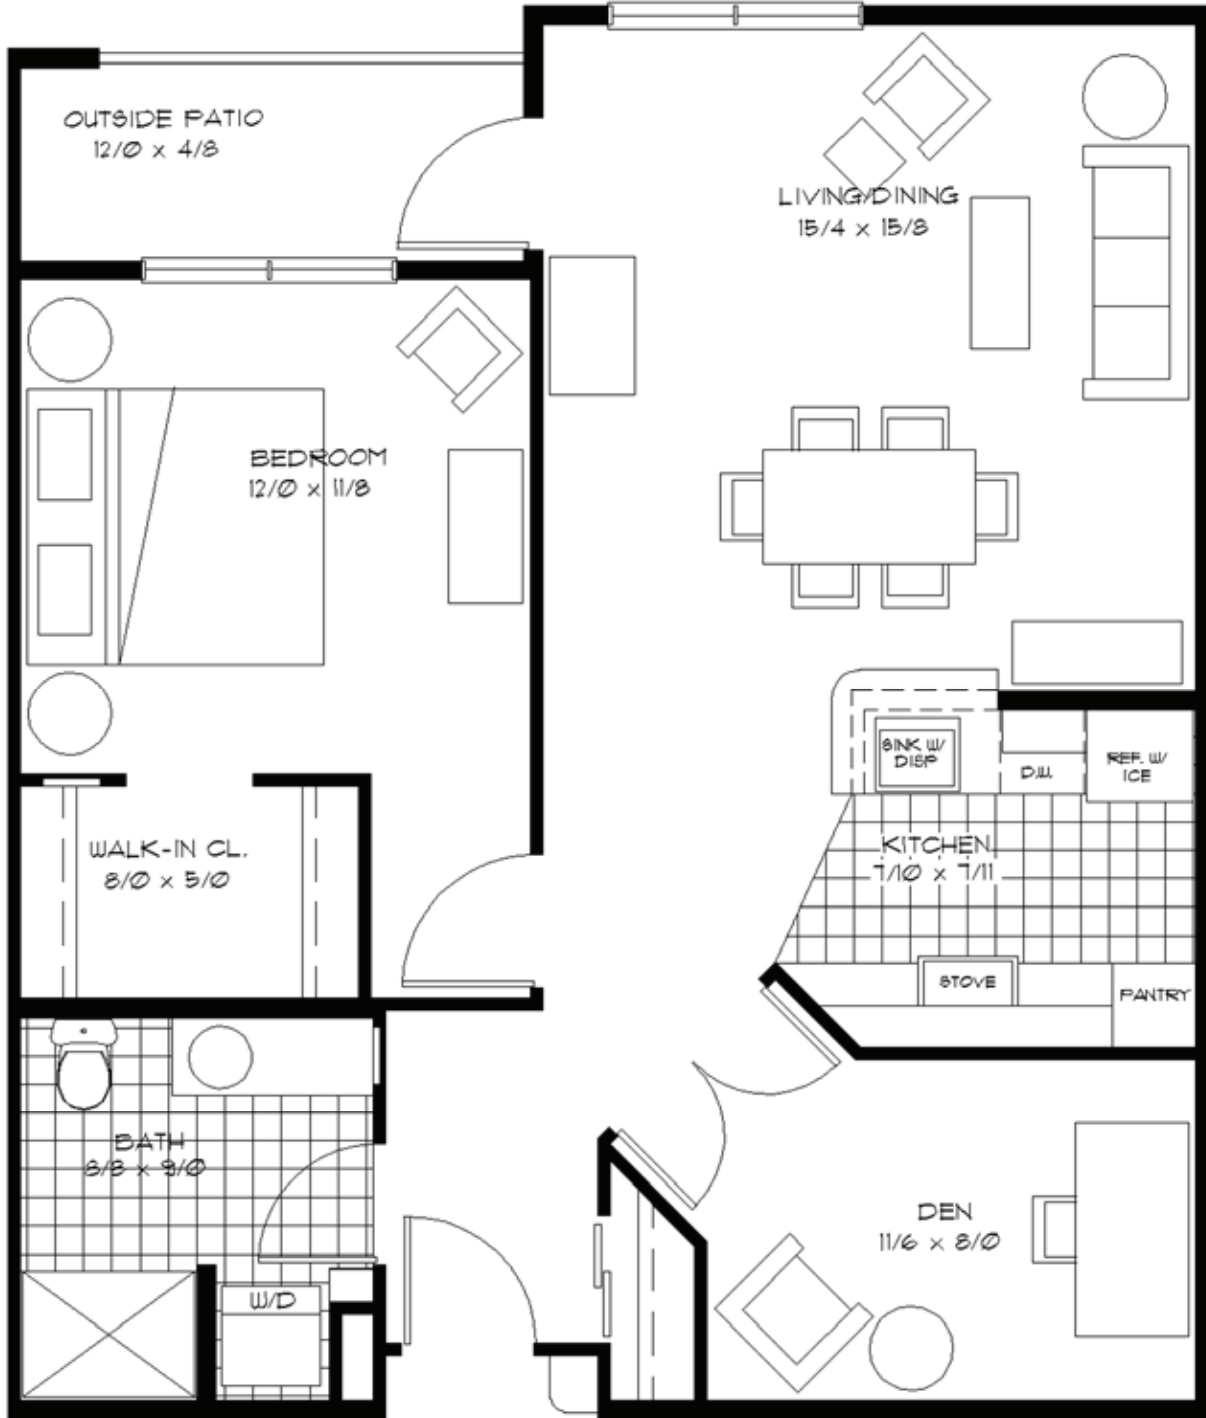 OUTSIDE PATIO
12/0 x 4/8
LIVING/DINING
15/4 x 15/8
BEDROOM
12/0 x 11/8
SINK W/
DISP
D.W.
REF. W/
ICE
WALK-IN CL.
8/0 x 5/0
KITCHEN
7/10 x 7/11
STOVE
PANTRY
BATH
8/8 x 9/0
DEN
11/6 x 8/0
W/D